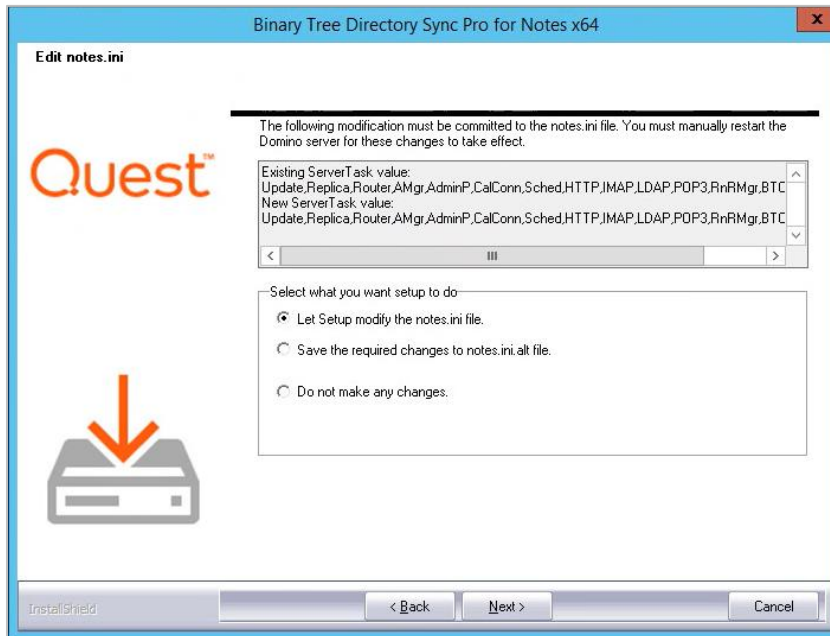 Binary Tree Directory Sync Pro for Notes x64
x
Edit notes.ini
Quest™
The following modification must be committed to the notes.ini file. You must manually restart the
Domino server for these changes to take effect.
Existing ServerTask value:
Update,Replica,Router,AMgr,AdminP,CalConn,Sched,HTTP,IMAP,LDAP,POP3,RnRMgr,BTC
New ServerTask value:
Update,Replica,Router,AMgr,AdminP,CalConn,Sched,HTTP,IMAP,LDAP,POP3,RnRMgr,BTC
Select what you want setup to do
Let Setup modify the notes.ini file.
Save the required changes to notes.ini.alt file.
Do not make any changes.
InstallShield
< Back
Next >
Cancel